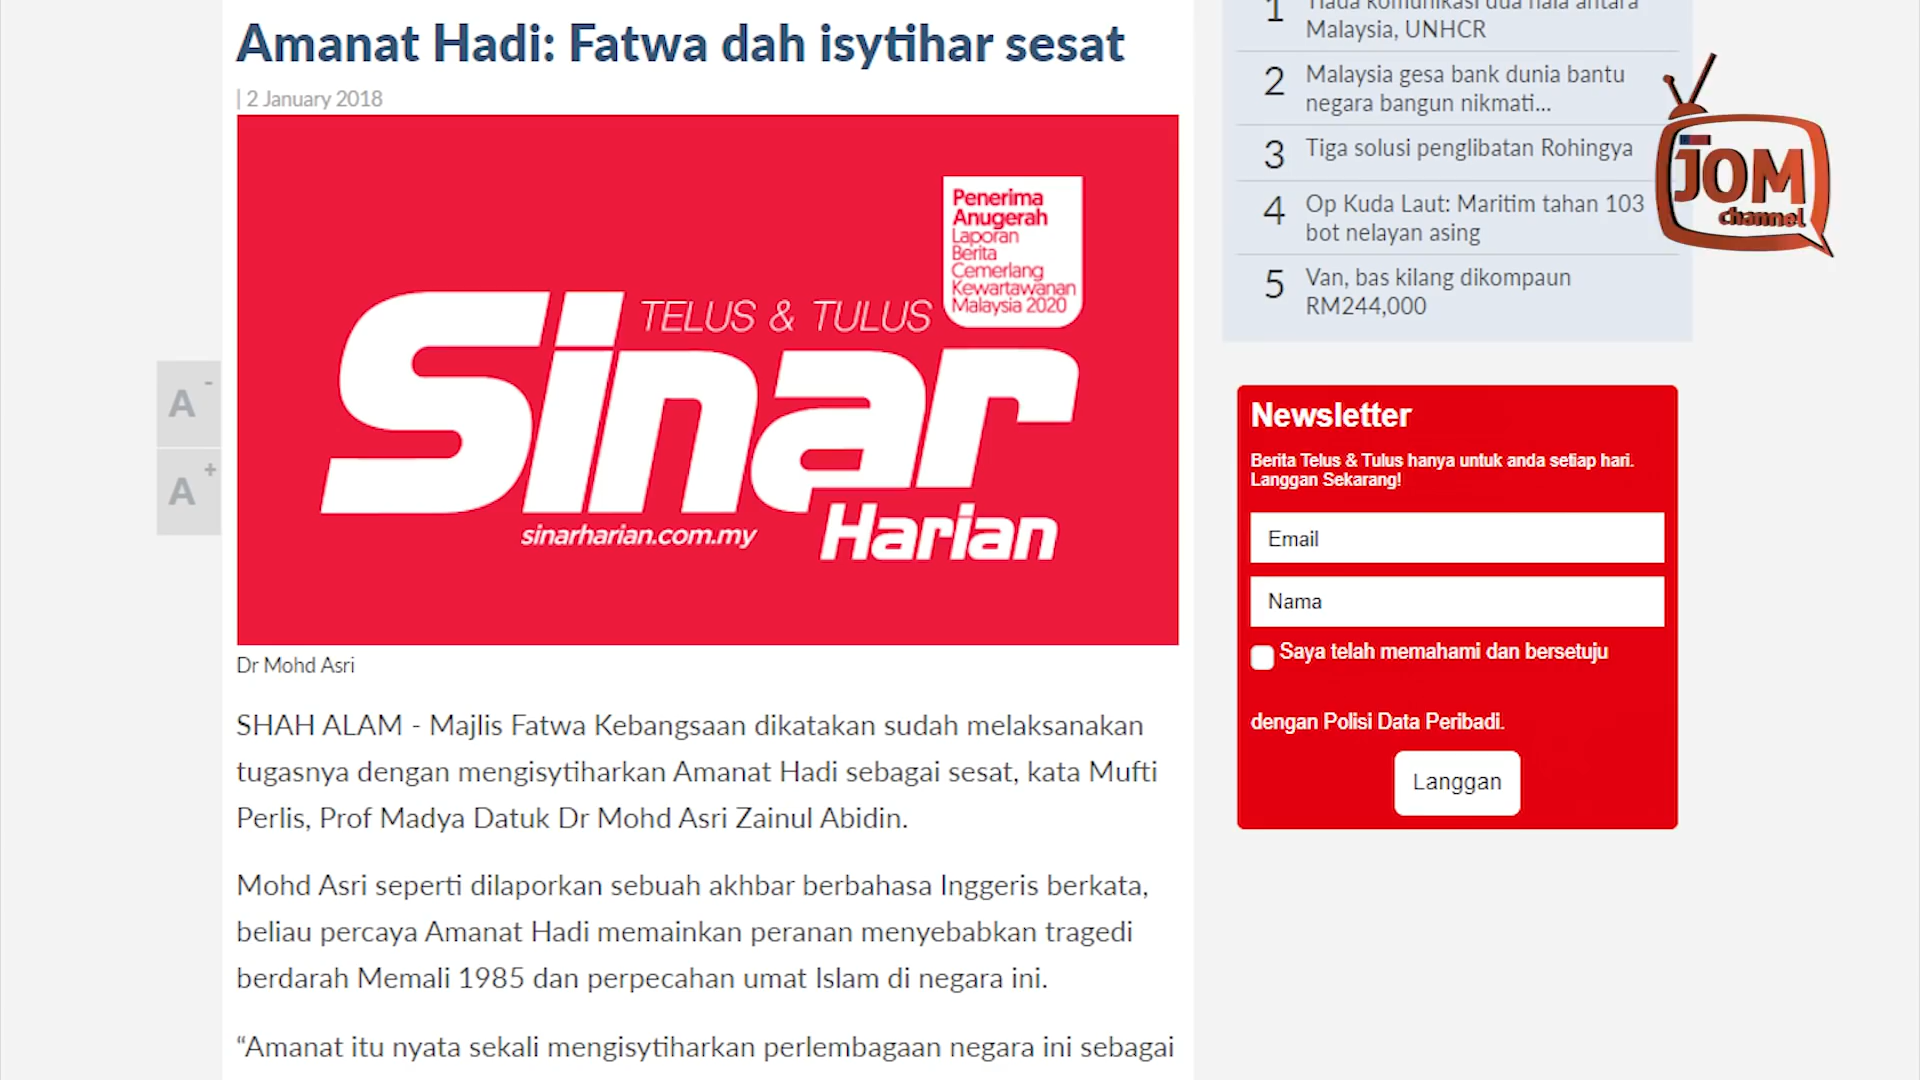 Amanat Hadi: Fatwa dah isytihar sesat
| 2 January 2018
Penerima
Anugerah
Laporan
Berita
Cemerlang
Kewartawanan
Malaysia 2020
TELUS & TULUS
Sinar
Harian
sinarharian.com.my
A -
A +
Dr Mohd Asri
SHAH ALAM - Majlis Fatwa Kebangsaan dikatakan sudah melaksanakan
tugasnya dengan mengisytiharkan Amanat Hadi sebagai sesat, kata Mufti
Perlis, Prof Madya Datuk Dr Mohd Asri Zainul Abidin.
Mohd Asri seperti dilaporkan sebuah akhbar berbahasa Inggeris berkata,
beliau percaya Amanat Hadi memainkan peranan menyebabkan tragedi
berdarah Memali 1985 dan perpecahan umat Islam di negara ini.
“Amanat itu nyata sekali mengisytiharkan perlembagaan negara ini sebagai
1 Tiada komunikasi dua hala antara
Malaysia, UNHCR
2 Malaysia gesa bank dunia bantu
negara bangun nikmati...
3 Tiga solusi penglibatan Rohingya
4 Op Kuda Laut: Maritim tahan 103
bot nelayan asing
5 Van, bas kilang dikompaun
RM244,000
JOM
channel
Newsletter
Berita Telus & Tulus hanya untuk anda setiap hari.
Langgan Sekarang!
Email
Nama
Saya telah memahami dan bersetuju
dengan Polisi Data Peribadi.
Langgan